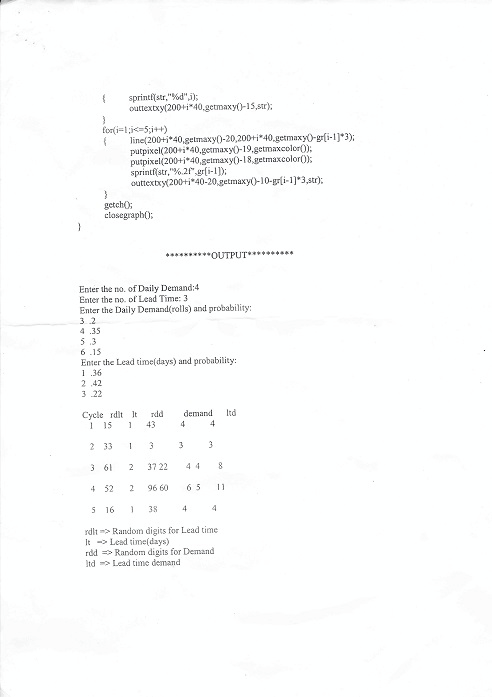 { sprintf(str,"%d",i);
outtextxy(200+i*40,getmaxy()-15,str);
}
for(i=1;i<=5;i++)
{ line(200+i*40,getmaxy()-20,200+i*40,getmaxy()-gr[i-1]*3);
putpixel(200+i*40,getmaxy()-19,getmaxcolor());
putpixel(200+i*40,getmaxy()-18,getmaxcolor());
sprintf(str,"%.2f",gr[i-1]);
outtextxy(200+i*40-20,getmaxy()-10-gr[i-1]*3,str);
}
getch();
closegraph();
}
**********OUTPUT**********
Enter the no. of Daily Demand:4
Enter the no. of Lead Time: 3
Enter the Daily Demand(rolls) and probability:
3 .2
4 .35
5 .3
6 .15
Enter the Lead time(days) and probability:
1 .36
2 .42
3 .22
Cycle rdlt lt rdd demand ltd
1 15 1 43 4 4
2 33 1 3 3 3
3 61 2 37 22 4 4 8
4 52 2 96 60 6 5 11
5 16 1 38 4 4
rdlt => Random digits for Lead time
lt => Lead time(days)
rdd => Random digits for Demand
ltd => Lead time demand